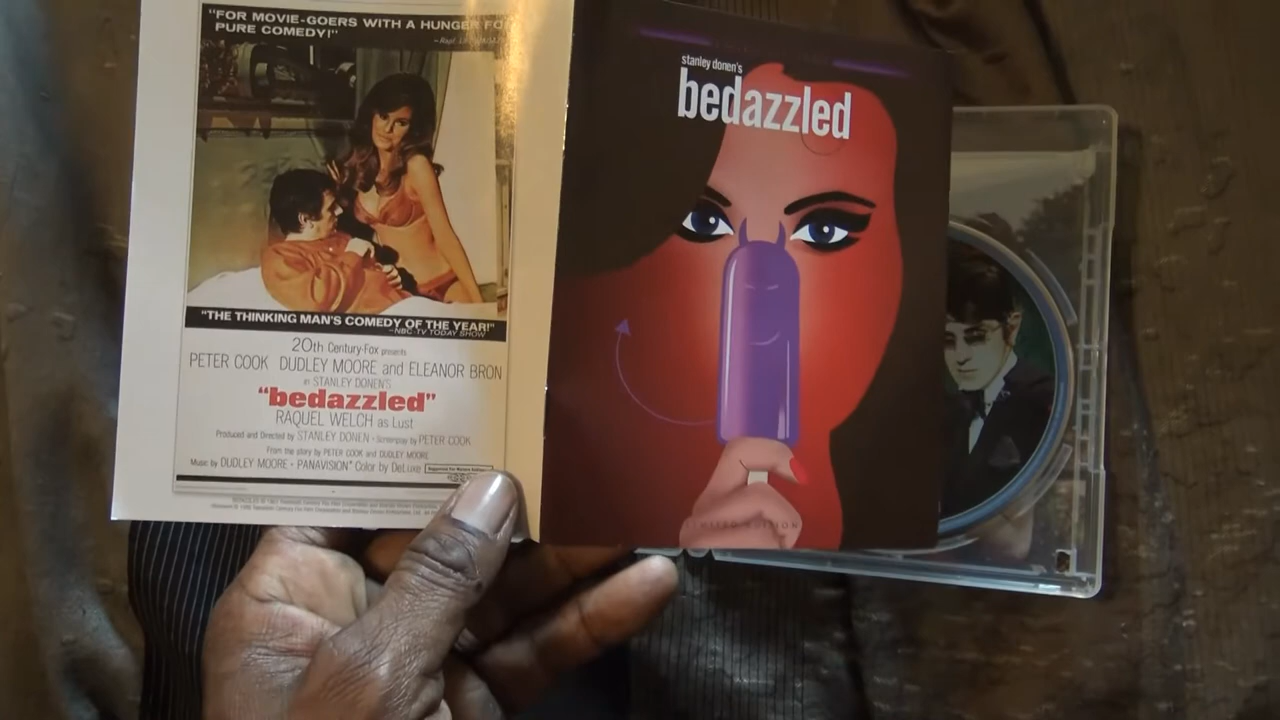 "FOR MOVIE-GOERS WITH A HUNGER FO
PURE COMEDY!"
"THE THINKING MAN'S COMEDY OF THE YEAR!"
—NBC-TV TODAY SHOW
20th Century-Fox presents
PETER COOK DUDLEY MOORE and ELEANOR BRON
in STANLEY DONEN'S
"bedazzled"
RAQUEL WELCH as Lust
Produced and Directed by STANLEY DONEN · Screenplay by PETER COOK
From the story by PETER COOK and DUDLEY MOORE
Music by DUDLEY MOORE · PANAVISION® Color by DeLuxe
stanley donen's
bedazzled
LIMITED EDITION